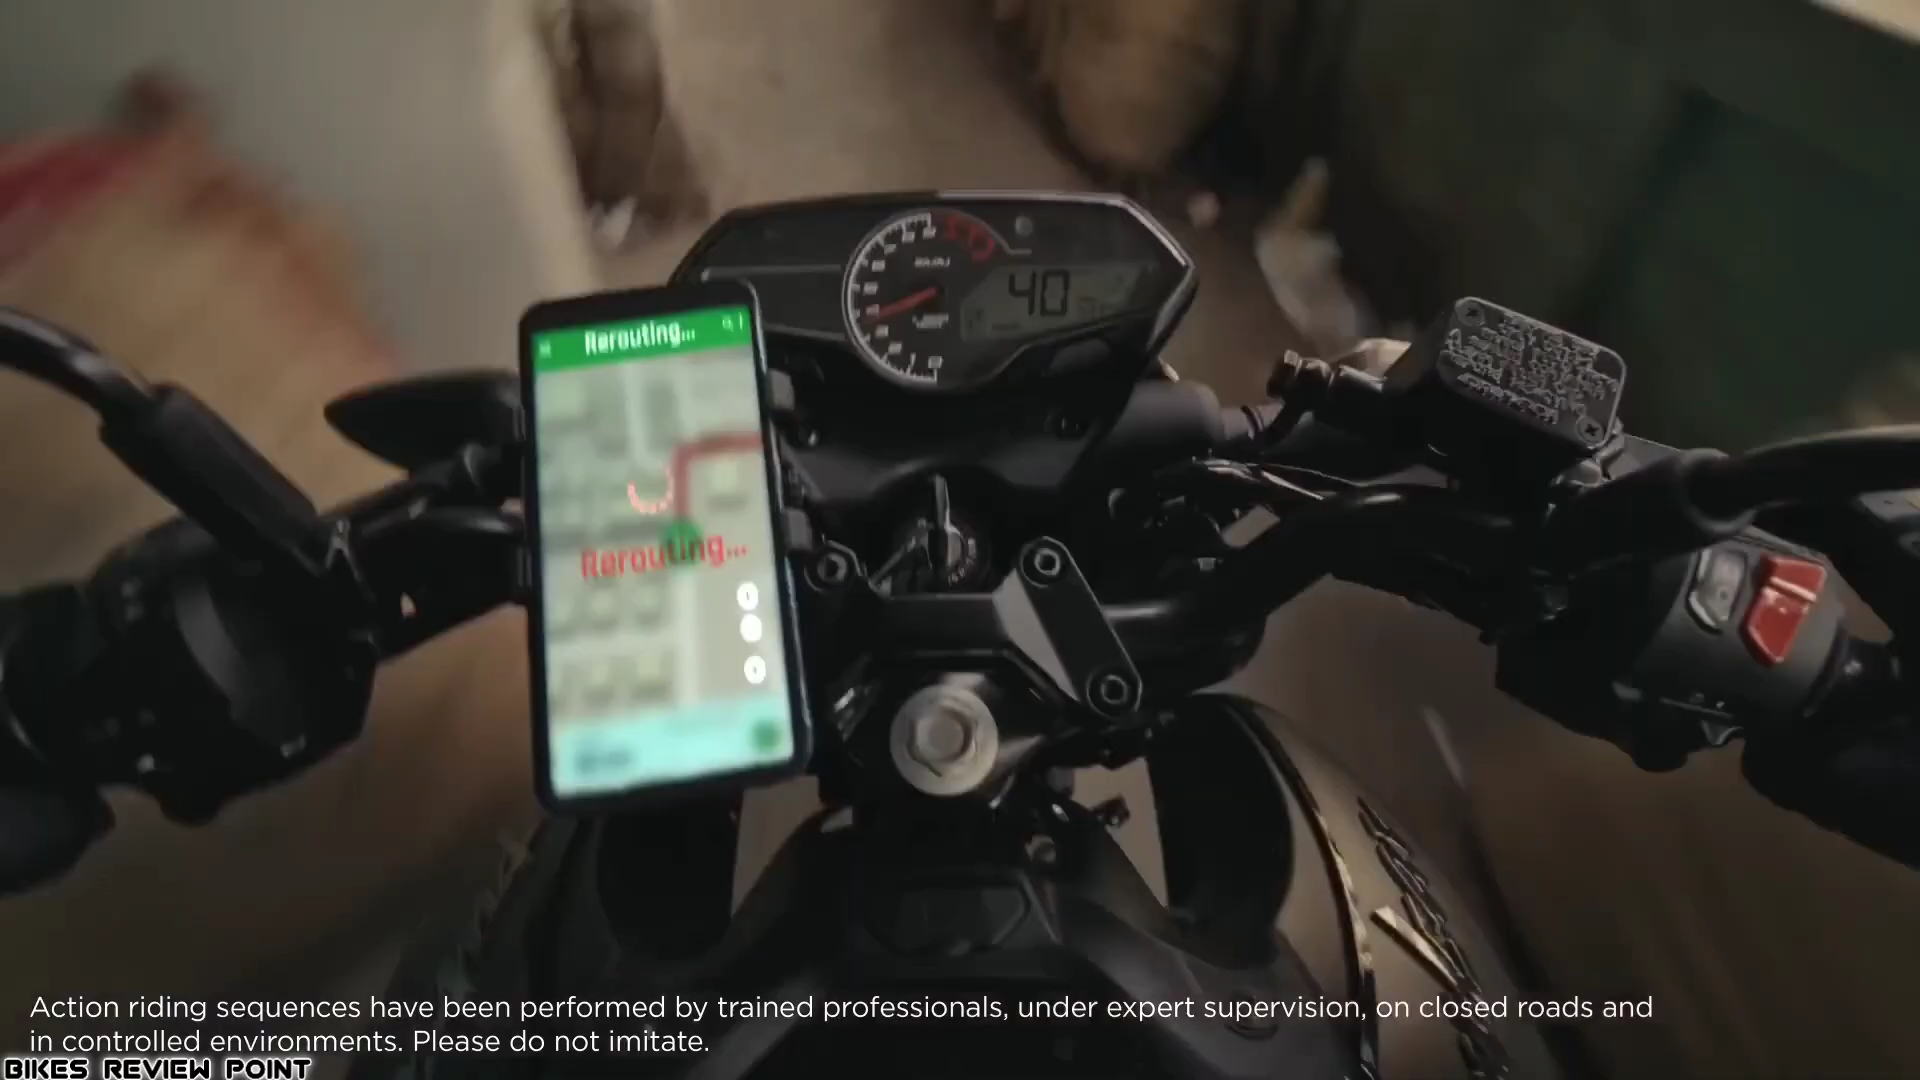 Rerouting...
40
Rerouting...
Action riding sequences have been performed by trained professionals, under expert supervision, on closed roads and
in controlled environments. Please do not imitate.
BIKES REVIEW POINT